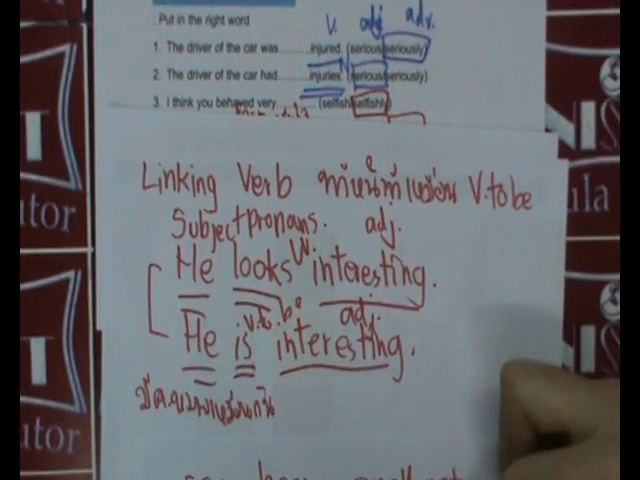 : Put in the right word
V. adj adv.
1. The driver of the car was..........injured. (serious/seriously)
N
2. The driver of the car had..........injuries. (serious/seriously)
3. I think you behaved very.......... (selfish/selfishly)
Linking Verb ทำหน้าที่เหมือน V. to be
Subject pronouns. adj.
He looks interesting.
v.to.be adj.
He is interesting.
มีความหมายเหมือนกัน
utor
utor
ula